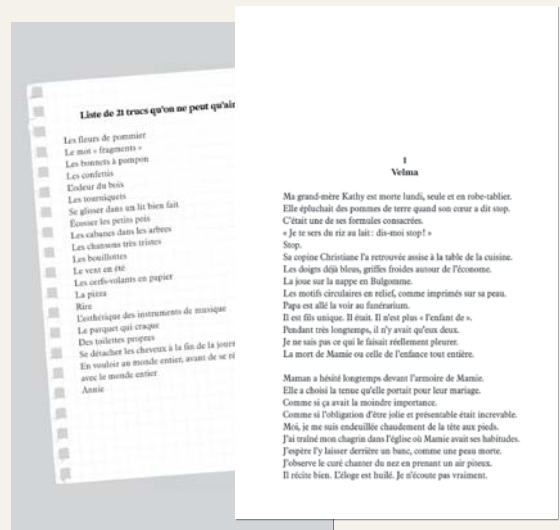 Liste de 21 trucs qu'on ne peut qu'ai
Les fleurs de pommier
Le mot « fragments »
Les bonnets à pompon
Les confettis
L'odeur du bois
Les tourniquets
Se glisser dans un lit bien fait
Écosser les petits pois
Les cabanes dans les arbres
Les chansons très tristes
Les bouillottes
Le vent en été
Les cerfs-volants en papier
La pizza
Rire
L'esthétique des instruments de musique
Le parquet qui craque
Des toilettes propres
Se détacher les cheveux à la fin de la jour
En vouloir au monde entier, avant de se ré
avec le monde entier
Annie
1
Velma
Ma grand-mère Kathy est morte lundi, seule et en robe-tablier.
Elle épluchait des pommes de terre quand son cœur a dit stop.
C'était une de ses formules consacrées.
« Je te sers du riz au lait : dis-moi stop ! »
Stop.
Sa copine Christiane l'a retrouvée assise à la table de la cuisine.
Les doigts déjà bleus, griffes froides autour de l'économe.
La joue sur la nappe en Bulgomme.
Les motifs circulaires en relief, comme imprimés sur sa peau.
Papa est allé la voir au funérarium.
Il est fils unique. Il était. Il n'est plus « l'enfant de ».
Pendant très longtemps, il n'y avait qu'eux deux.
Je ne sais pas ce qui le faisait réellement pleurer.
La mort de Mamie ou celle de l'enfance tout entière.
Maman a hésité longtemps devant l'armoire de Mamie.
Elle a choisi la tenue qu'elle portait pour leur mariage.
Comme si ça avait la moindre importance.
Comme si l'obligation d'être jolie et présentable était increvable.
Moi, je me suis endeuillée chaudement de la tête aux pieds.
J'ai traîné mon chagrin dans l'église où Mamie avait ses habitudes.
J'espère l'y laisser derrière un banc, comme une peau morte.
J'observe le curé chanter du nez en prenant un air piteux.
Il récite bien. L'éloge est huilé. Je n'écoute pas vraiment.